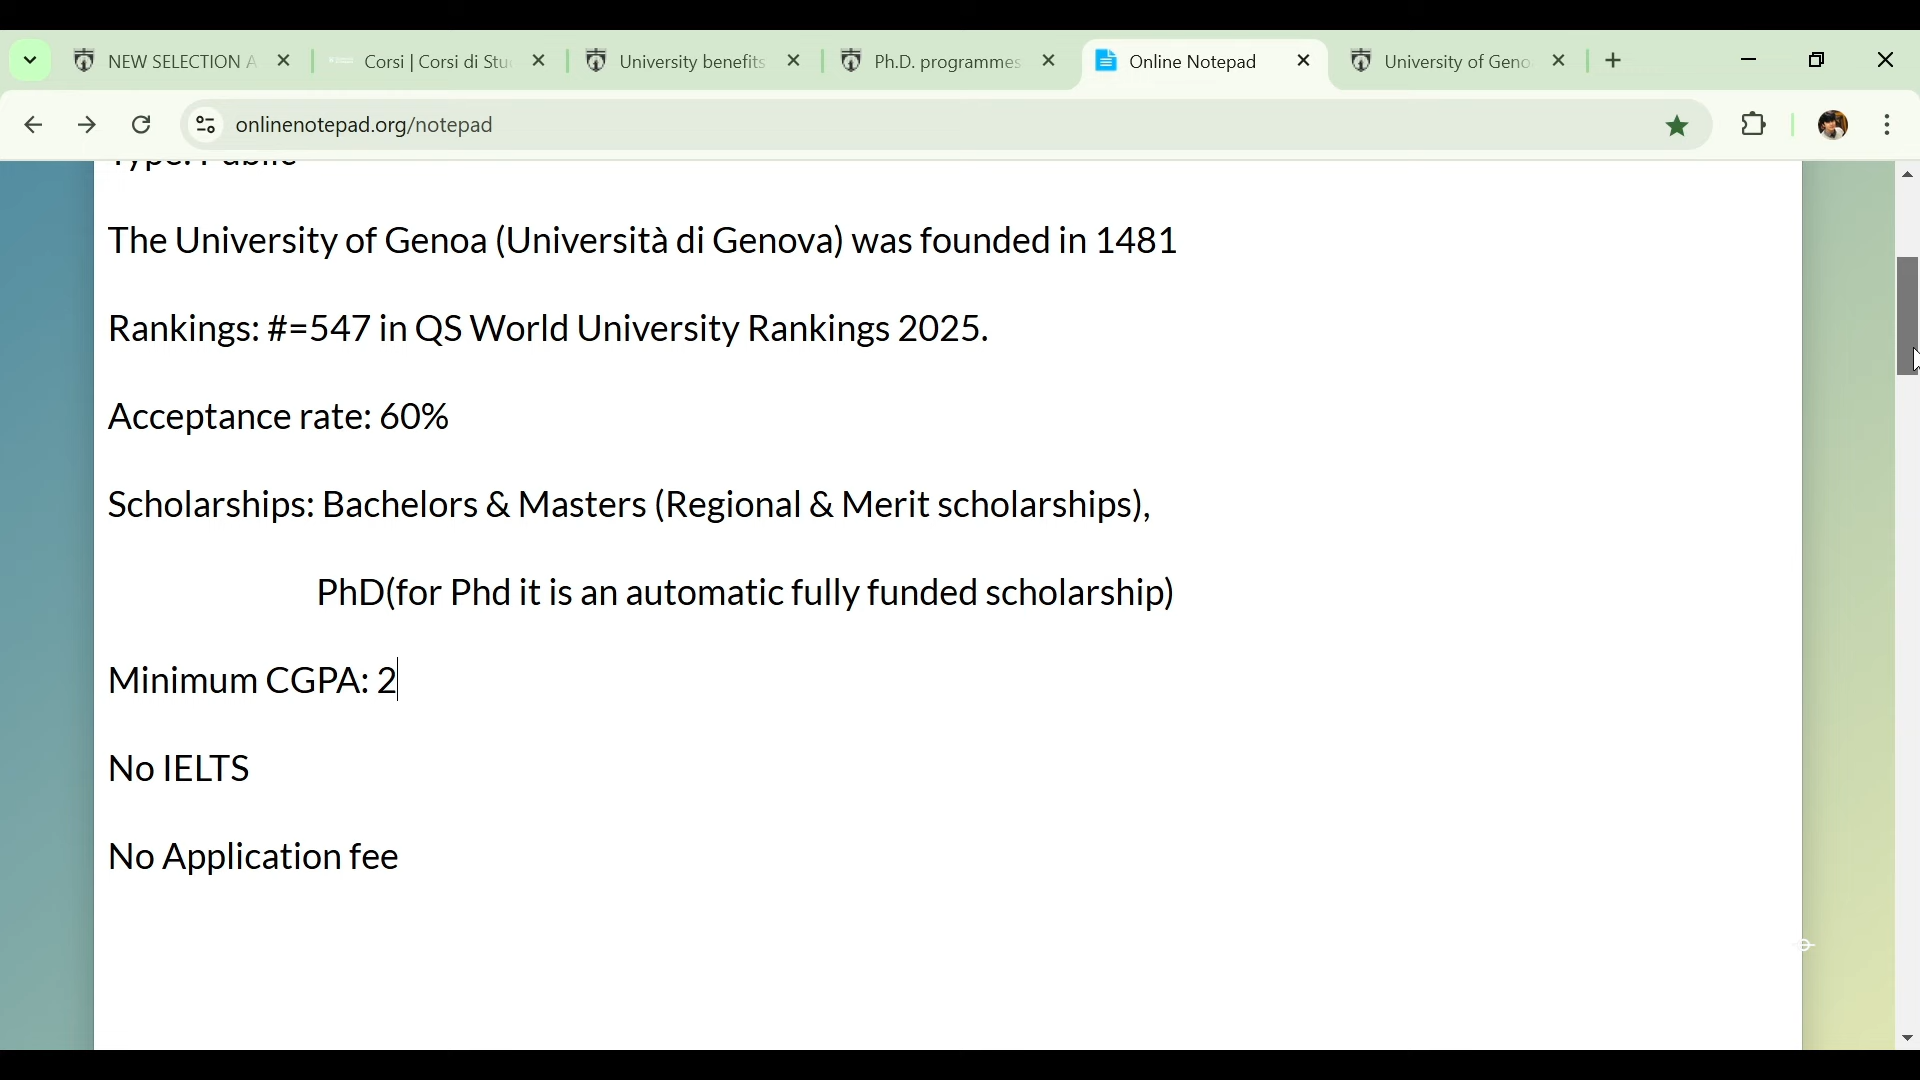 NEW SELECTION A
Corsi | Corsi di Stu
University benefits
Ph.D. programmes
Online Notepad
University of Geno
onlinenotepad.org/notepad
Type: Public
The University of Genoa (Università di Genova) was founded in 1481
Rankings: #=547 in QS World University Rankings 2025.
Acceptance rate: 60%
Scholarships: Bachelors & Masters (Regional & Merit scholarships),
PhD(for Phd it is an automatic fully funded scholarship)
Minimum CGPA: 2
No IELTS
No Application fee